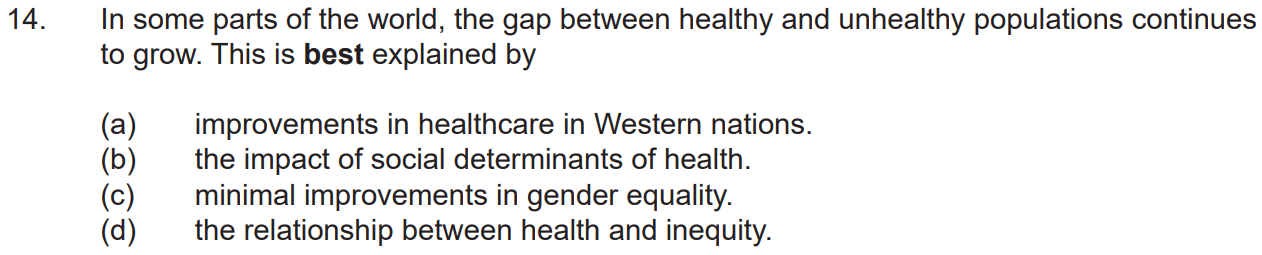 14. In some parts of the world, the gap between healthy and unhealthy populations continues
to grow. This is best explained by
(a) improvements in healthcare in Western nations.
(b) the impact of social determinants of health.
(c) minimal improvements in gender equality.
(d) the relationship between health and inequity.